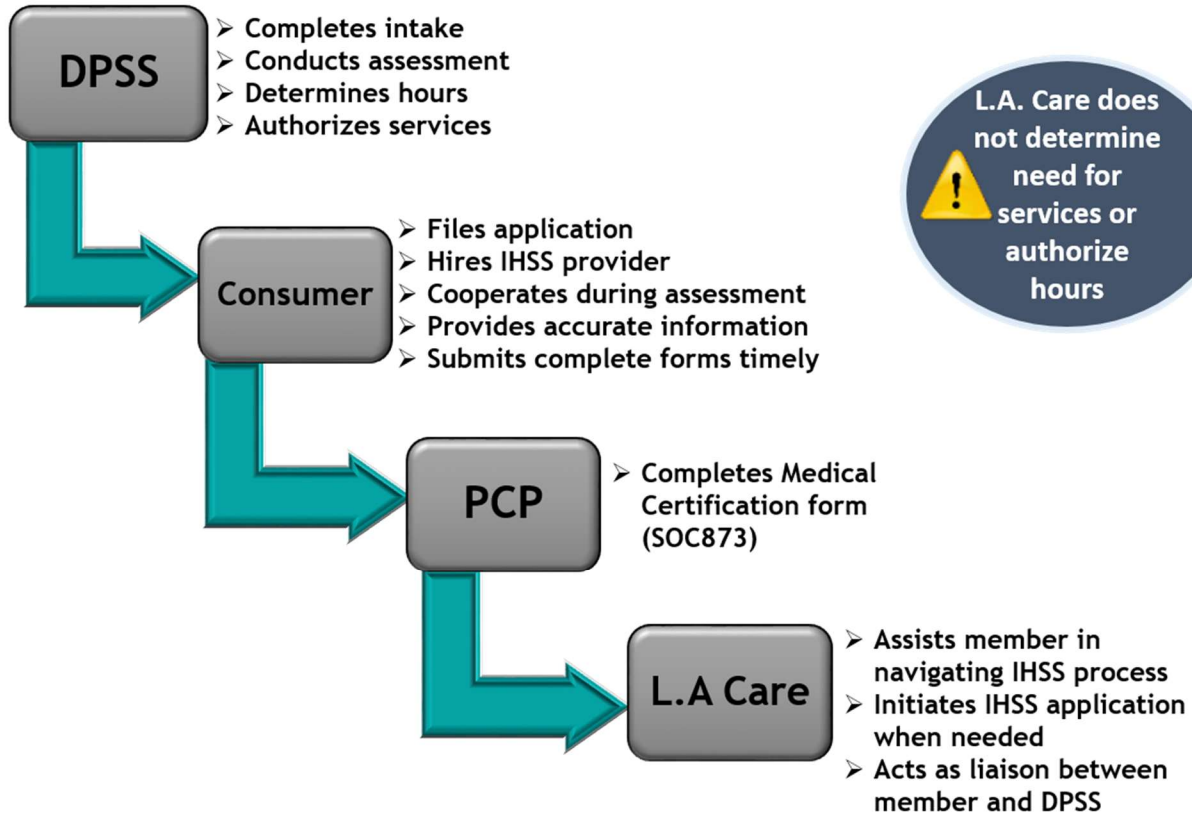 DPSS
➢ Completes intake
➢ Conducts assessment
➢ Determines hours
➢ Authorizes services
L.A. Care does
not determine
need for
services or
authorize
hours
Consumer
➢ Files application
➢ Hires IHSS provider
➢ Cooperates during assessment
➢ Provides accurate information
➢ Submits complete forms timely
PCP
➢ Completes Medical
Certification form
(SOC873)
L.A Care
➢ Assists member in
navigating IHSS process
➢ Initiates IHSS application
when needed
➢ Acts as liaison between
member and DPSS